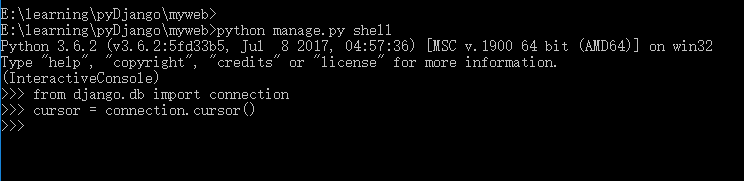 E:\learning\pyDjango\myweb>
E:\learning\pyDjango\myweb>python manage.py shell
Python 3.6.2 (v3.6.2:5fd33b5, Jul  8 2017, 04:57:36) [MSC v.1900 64 bit (AMD64)] on win32
Type "help", "copyright", "credits" or "license" for more information.
(InteractiveConsole)
>>> from django.db import connection
>>> cursor = connection.cursor()
>>>